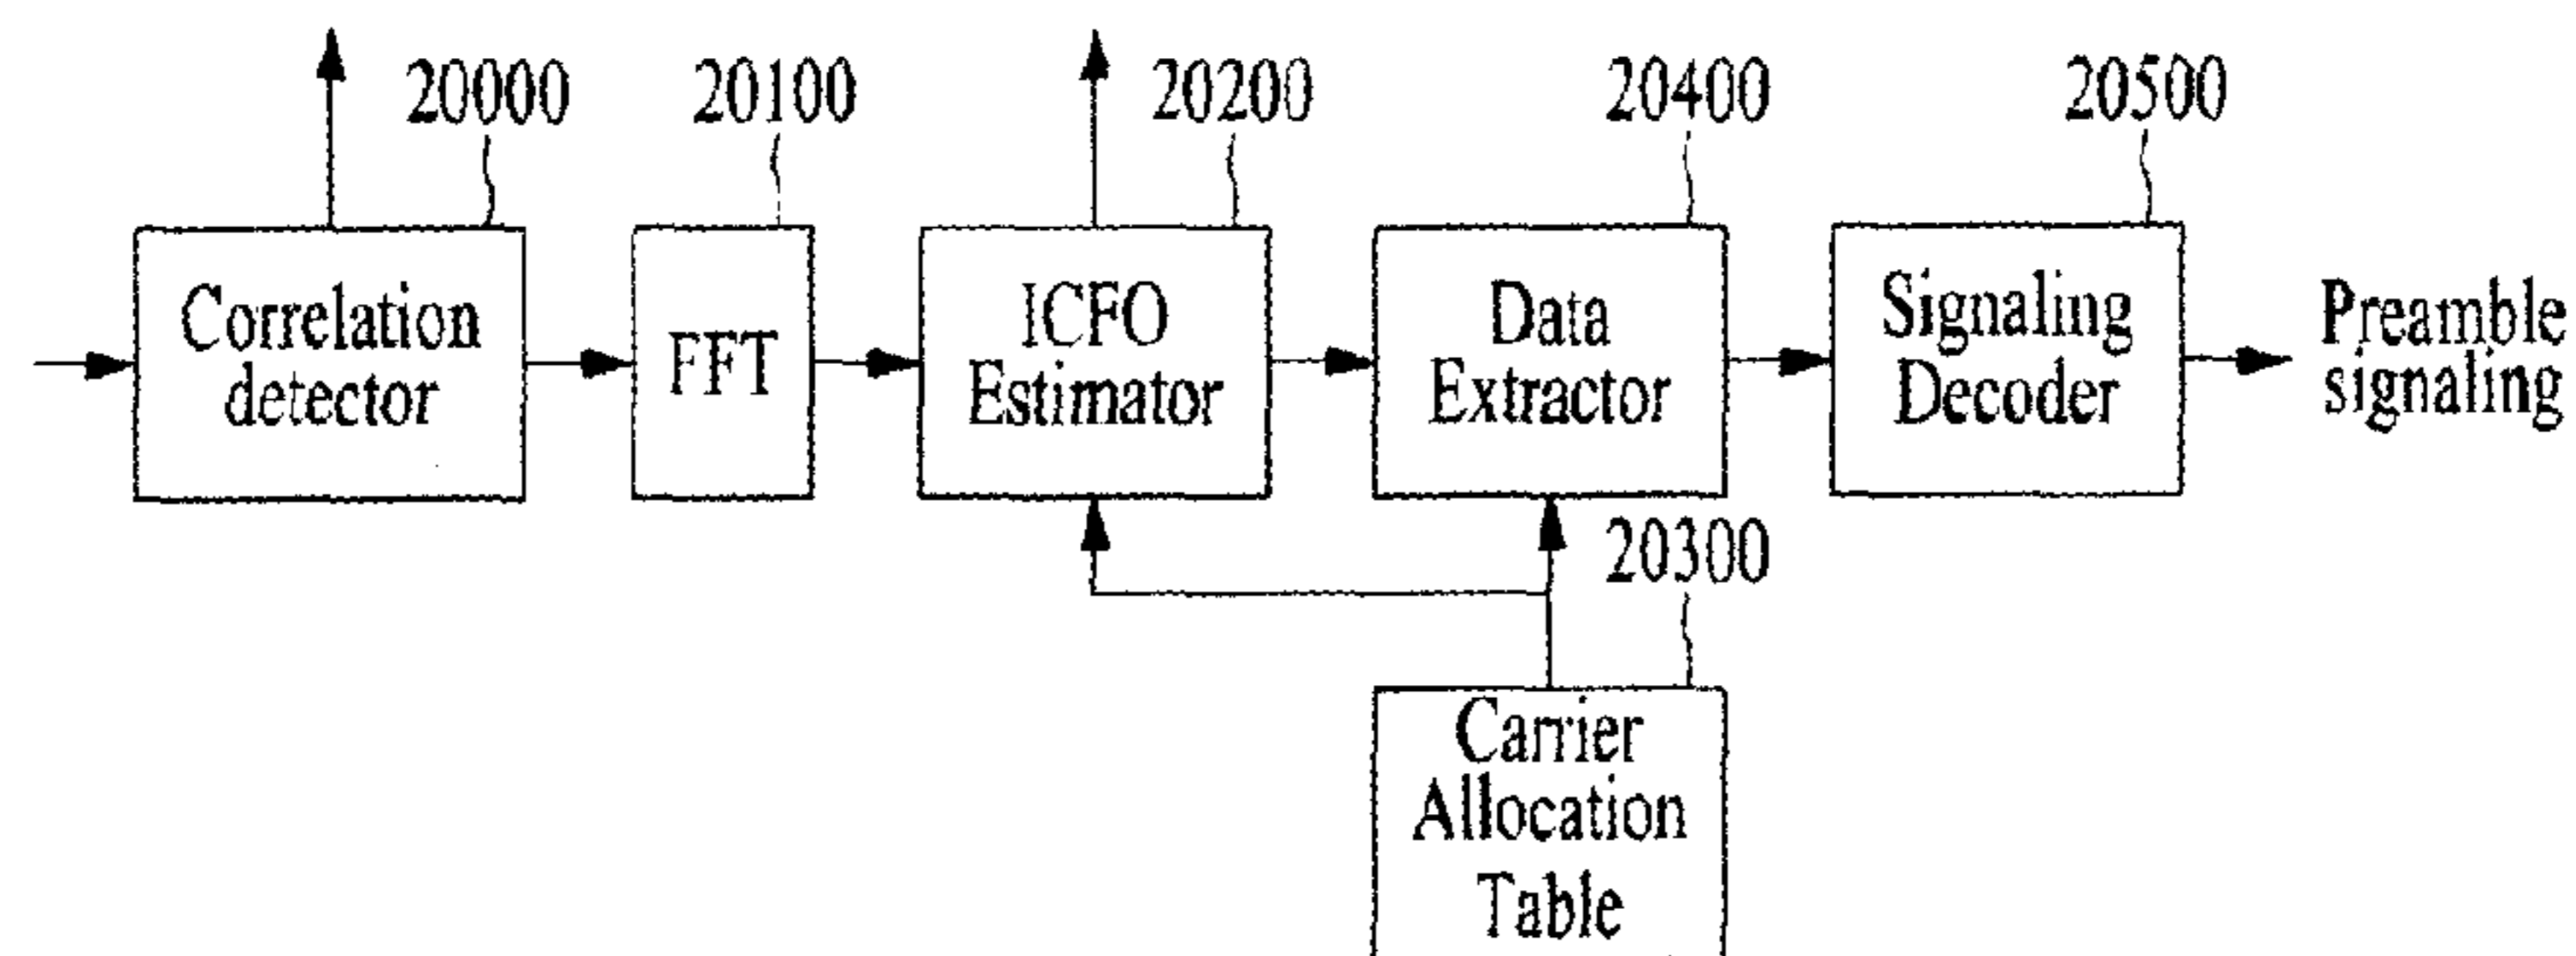 20000
20100
20200
20400
20500
Correlation
detector
FFT
ICFO
Estimator
Data
Extractor
Signaling
Decoder
Preamble
signaling
20300
Carrier
Allocation
Table